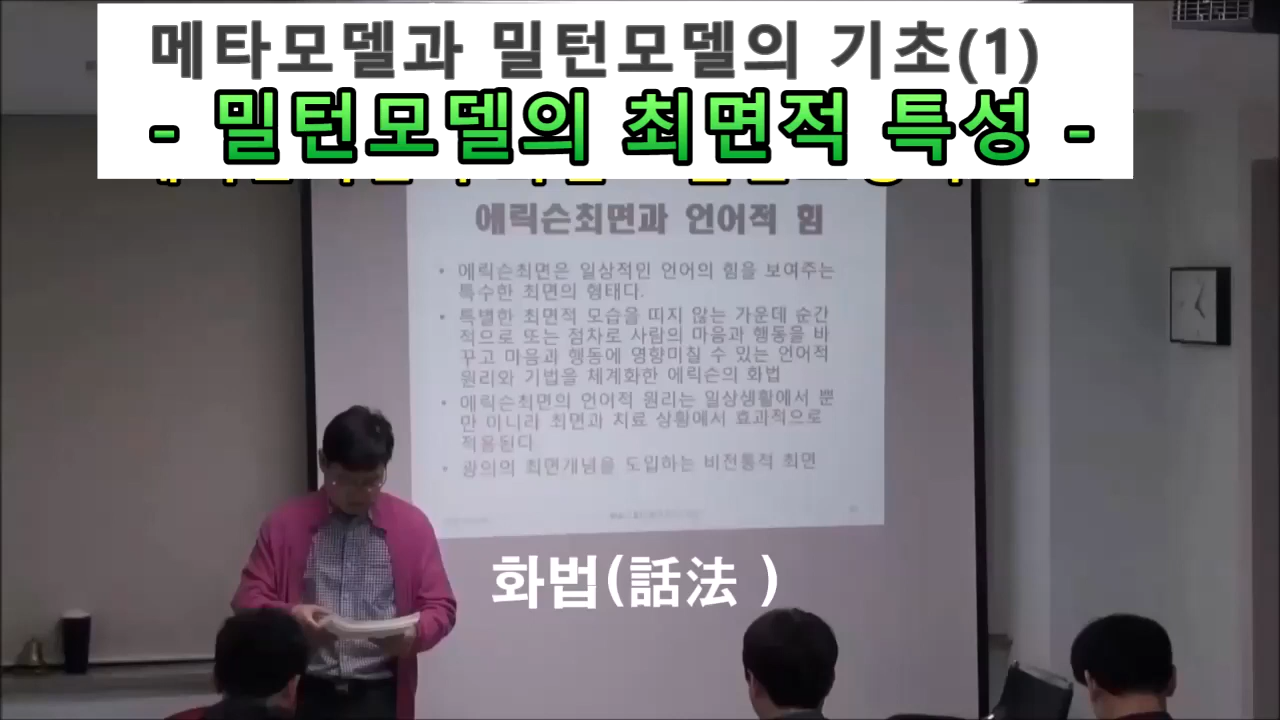 메타모델과 밀턴모델의 기초(1)
- 밀턴모델의 최면적 특성 -
에릭슨최면과 언어적 힘
• 에릭슨최면은 일상적인 언어의 힘을 보여주는
특수한 최면의 형태다.
• 특별한 최면적 모습을 띠지 않는 가운데 순간
적으로 또는 점차로 사람의 마음과 행동을 바
꾸고 마음과 행동에 영향미칠 수 있는 언어적
원리와 기법을 체계화한 에릭슨의 화법
• 에릭슨최면의 언어적 원리는 일상생활에서 뿐
만 아니라 최면과 치료 상황에서 효과적으로
적용된다.
• 광의의 최면개념을 도입하는 비전통적 최면
화법(話法 )